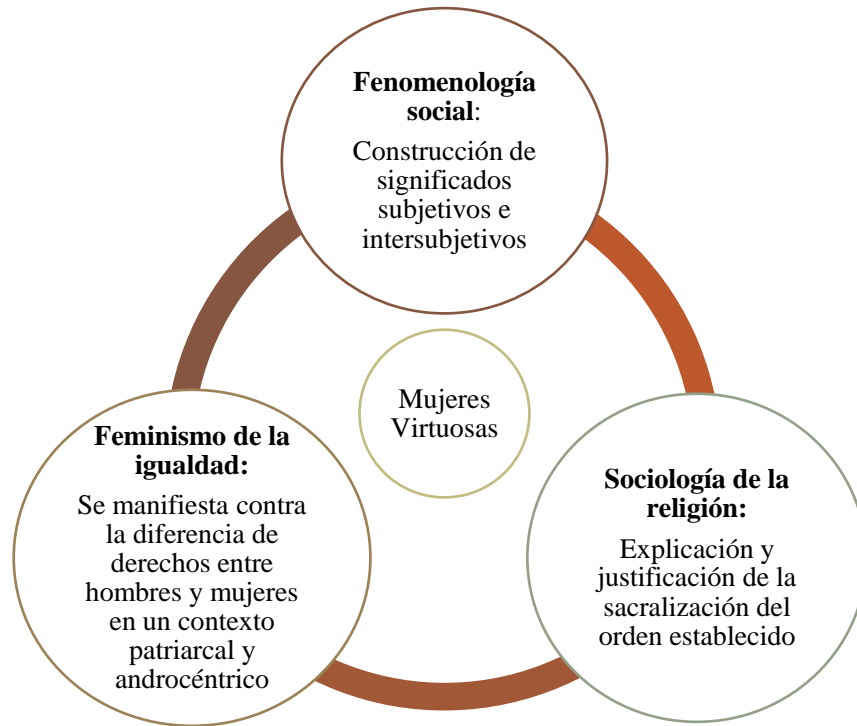 Fenomenología
social:
Construcción de
significados
subjetivos e
intersubjetivos
Mujeres
Virtuosas
Feminismo de la
igualdad:
Se manifiesta contra
la diferencia de
derechos entre
hombres y mujeres
en un contexto
patriarcal y
androcéntrico
Sociología de la
religión:
Explicación y
justificación de la
sacralización del
orden establecido